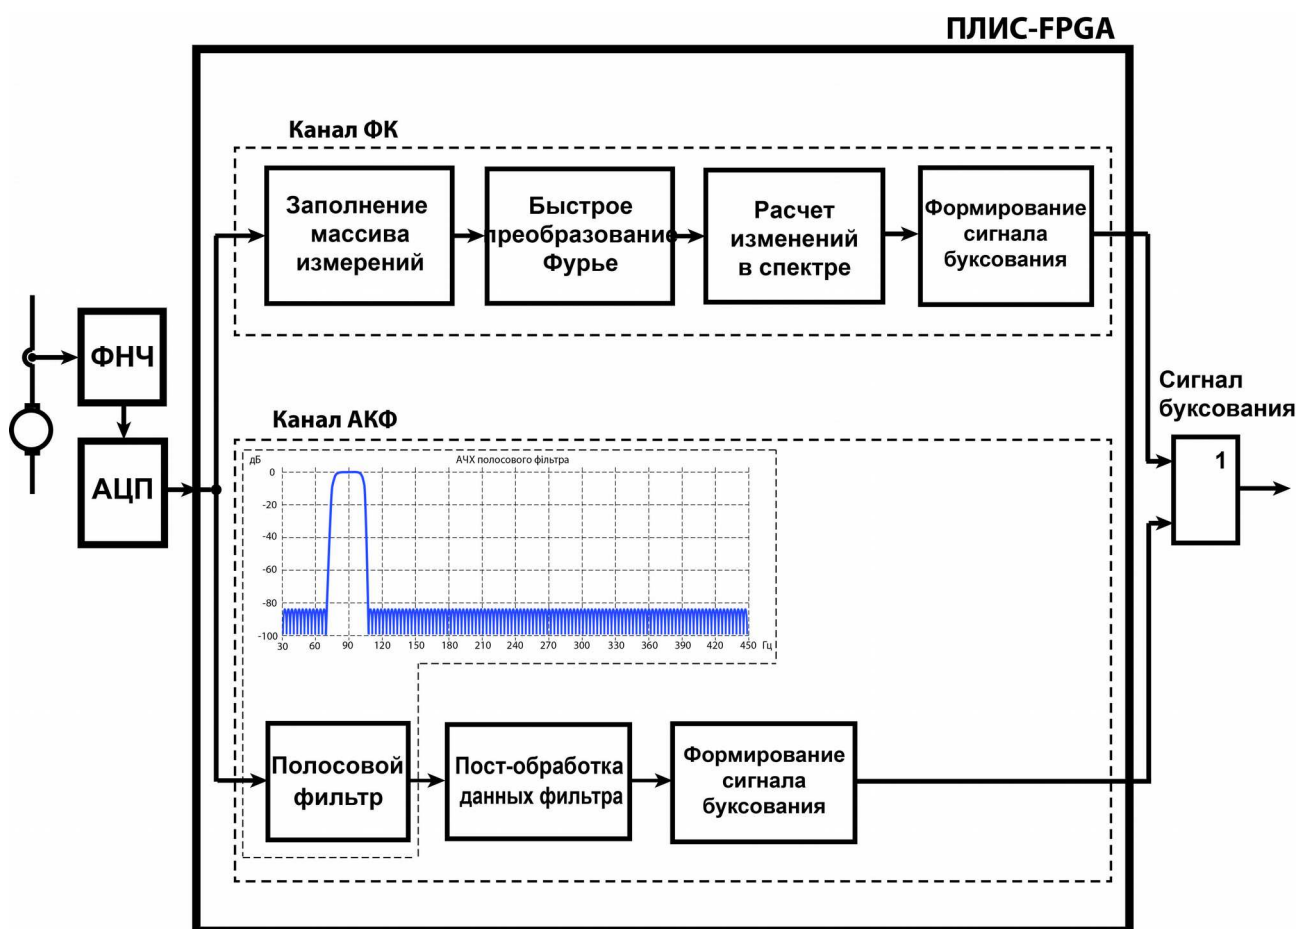 ПЛИС-FPGA
Канал ФК
Заполнение
массива
измерений
Быстрое
преобразование
Фурье
Расчет
изменений
в спектре
Формирование
сигнала
буксования
ФНЧ
АЦП
Сигнал
буксования
1
Канал АКФ
дБ
АЧХ полосового фільтра
0
-20
-40
-60
-80
-100
30 60 90 120 150 180 210 240 270 300 330 360 390 420 450 Гц
Полосовой
фильтр
Пост-обработка
данных фильтра
Формирование
сигнала
буксования